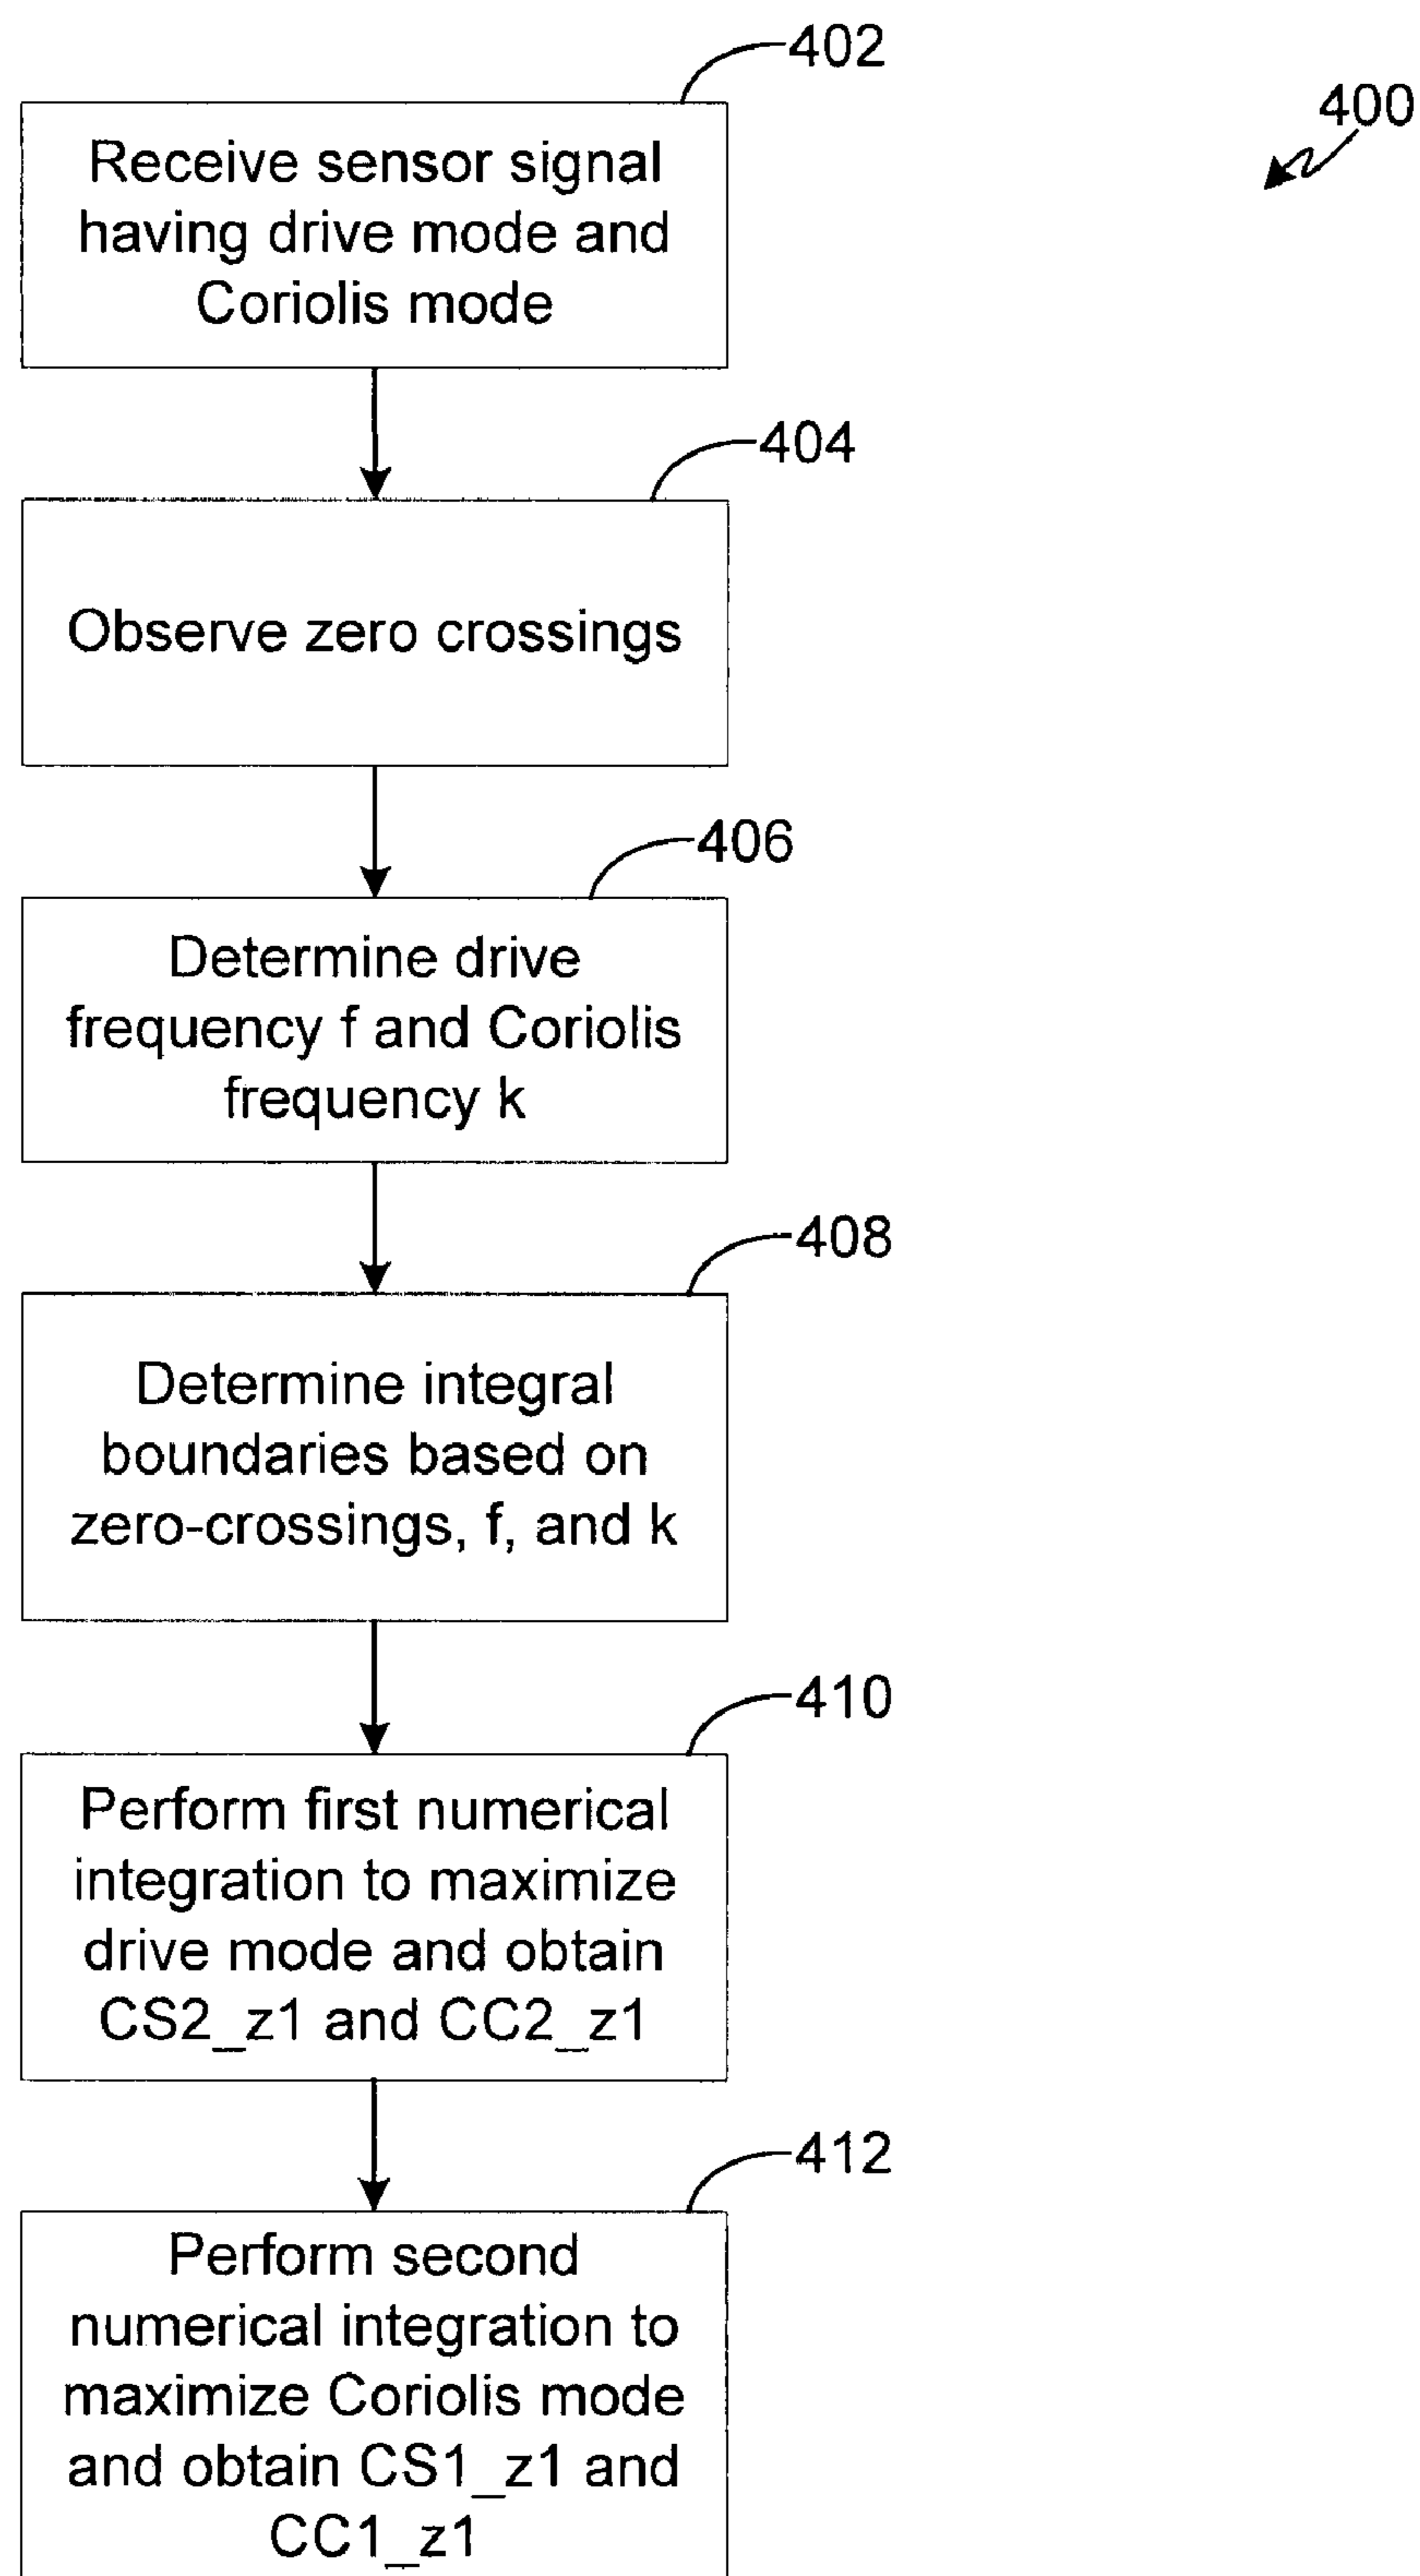 402
400
Receive sensor signal
having drive mode and
Coriolis mode
404
Observe zero crossings
406
Determine drive
frequency f and Coriolis
frequency k
408
Determine integral
boundaries based on
zero-crossings, f, and k
410
Perform first numerical
integration to maximize
drive mode and obtain
CS2_z1 and CC2_z1
412
Perform second
numerical integration to
maximize Coriolis mode
and obtain CS1_z1 and
CC1_z1